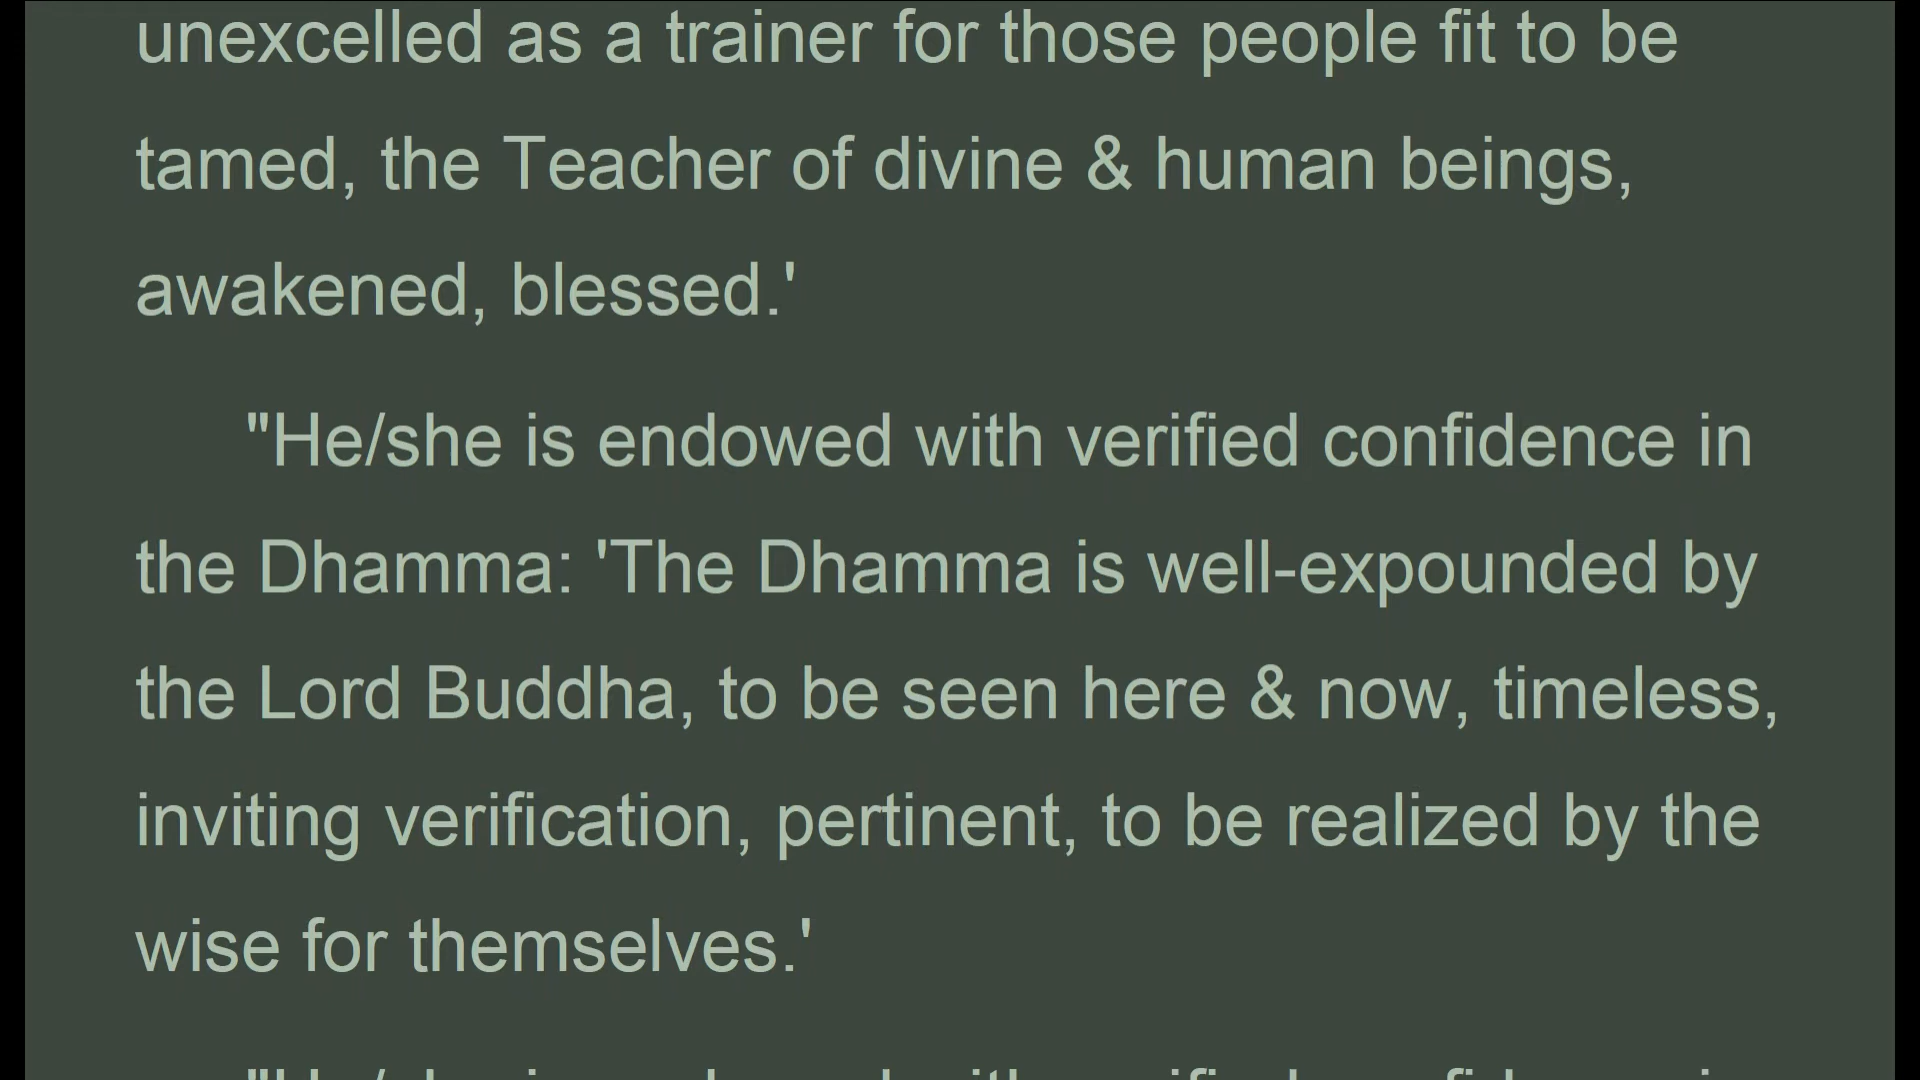 unexcelled as a trainer for those people fit to be
tamed, the Teacher of divine & human beings,
awakened, blessed.'
"He/she is endowed with verified confidence in
the Dhamma: 'The Dhamma is well-expounded by
the Lord Buddha, to be seen here & now, timeless,
inviting verification, pertinent, to be realized by the
wise for themselves.'